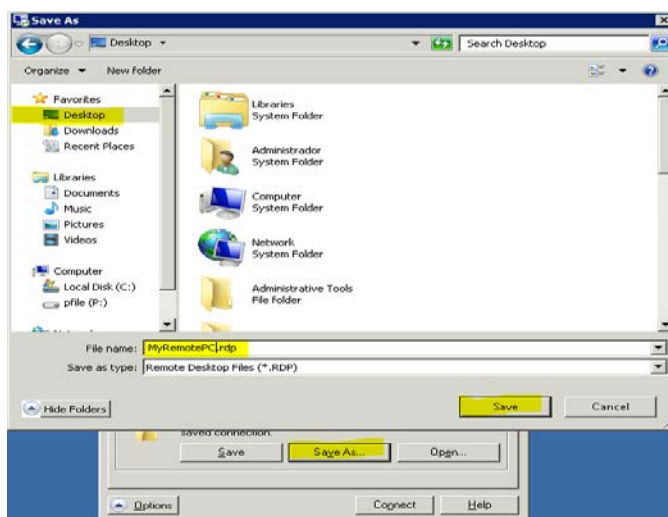 Save As
Desktop
Search Desktop
Organize
New folder
Favorites
Desktop
Downloads
Recent Places
Libraries
Documents
Music
Pictures
Videos
Computer
Local Disk (C:)
pfile (P:)
Libraries
System Folder
Administrador
System Folder
Computer
System Folder
Network
System Folder
Administrative Tools
File folder
File name: MyRemotePC.rdp
Save as type: Remote Desktop Files (*.RDP)
Hide Folders
Save
Cancel
saved connection.
Save
Save As...
Open...
Options
Connect
Help